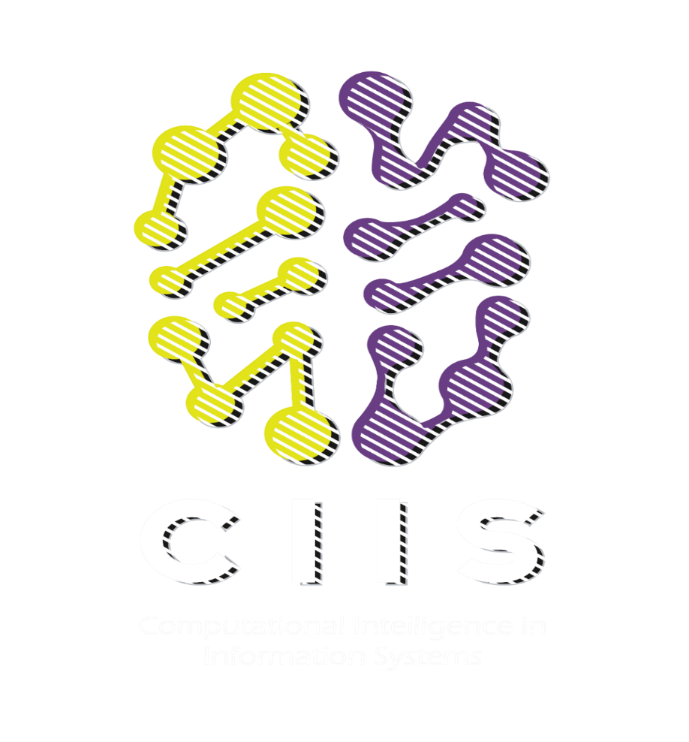 CIIS
Computational Intelligence in
Information Systems